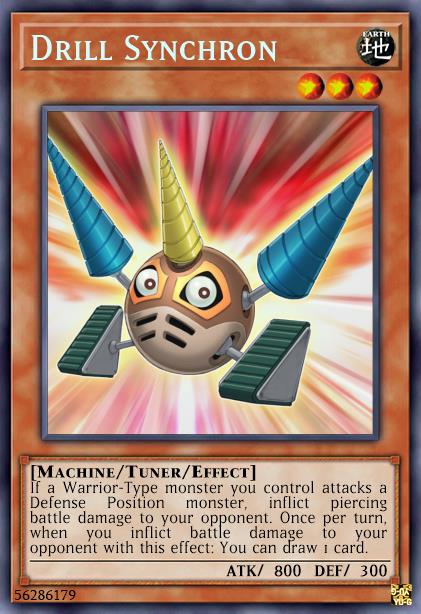 Drill Synchron
EARTH
地
[Machine/Tuner/Effect]
If a Warrior-Type monster you control attacks a
Defense Position monster, inflict piercing
battle damage to your opponent. Once per turn,
when you inflict battle damage to your
opponent with this effect: You can draw 1 card.
ATK/ 800 DEF/ 300
56286179